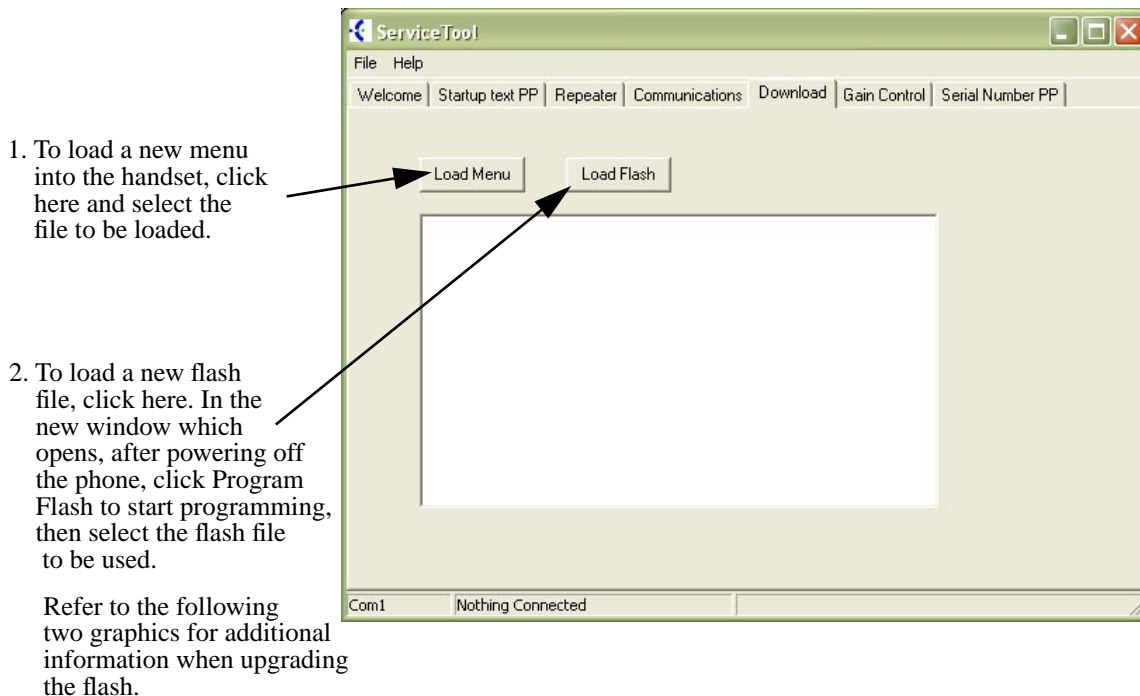 ServiceTool
File Help
Welcome Startup text PP Repeater Communications Download Gain Control Serial Number PP
Load Menu Load Flash
1. To load a new menu
into the handset, click
here and select the
file to be loaded.
2. To load a new flash
file, click here. In the
new window which
opens, after powering off
the phone, click Program
Flash to start programming,
then select the flash file
to be used.
Refer to the following
two graphics for additional
information when upgrading
the flash.
Com1 Nothing Connected